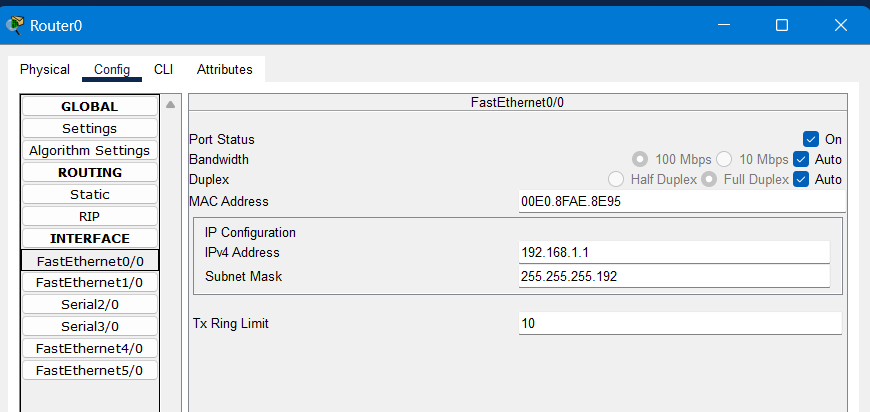 Router0
Physical Config CLI Attributes
GLOBAL
Settings
Algorithm Settings
ROUTING
Static
RIP
INTERFACE
FastEthernet0/0
FastEthernet1/0
Serial2/0
Serial3/0
FastEthernet4/0
FastEthernet5/0
FastEthernet0/0
Port Status On
Bandwidth 100 Mbps 10 Mbps Auto
Duplex Half Duplex Full Duplex Auto
MAC Address 00E0.8FAE.8E95
IP Configuration
IPv4 Address 192.168.1.1
Subnet Mask 255.255.255.192
Tx Ring Limit 10